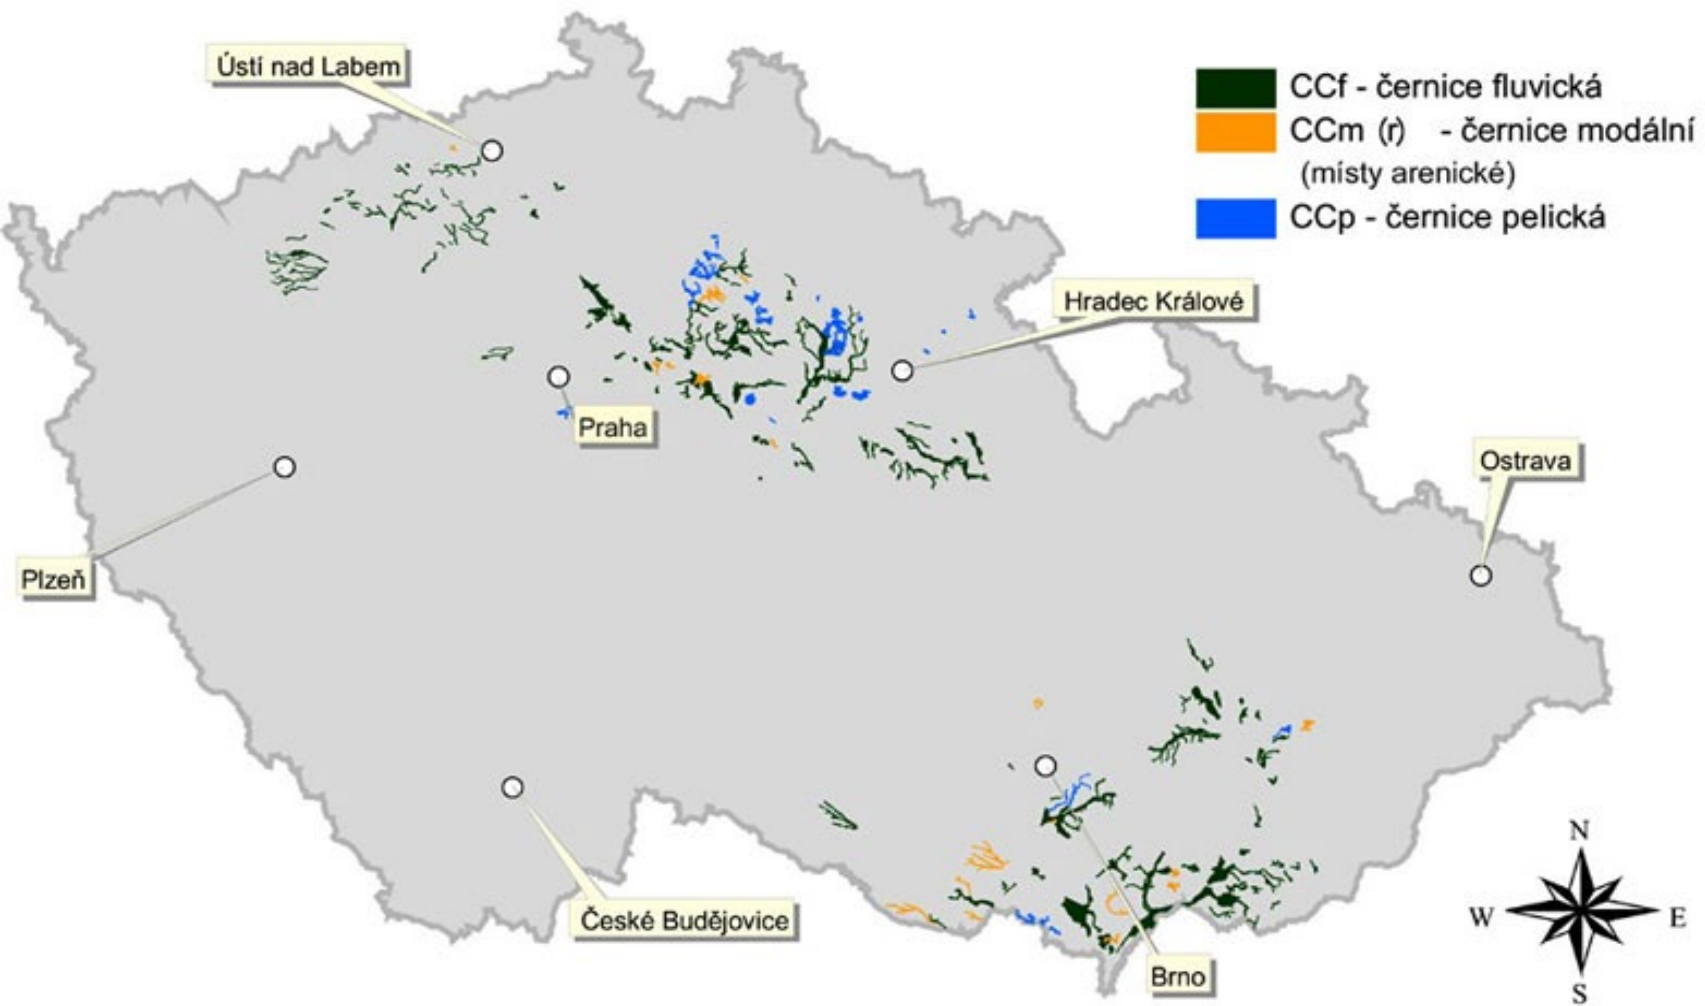 Ústí nad Labem
CCf - černice fluvická
CCm (r) - černice modální
(místy arenické)
CCp - černice pelická
Hradec Králové
Praha
Ostrava
Plzeň
České Budějovice
Brno
N
W
E
S